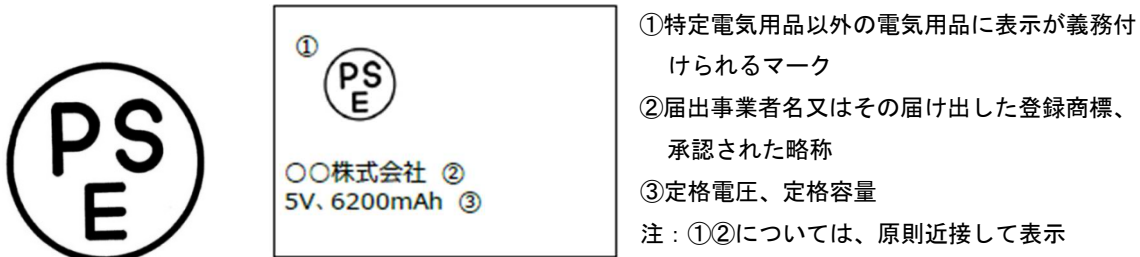 PS
E
①
PS
E
○○株式会社 ②
5V、6200mAh ③
①特定電気用品以外の電気用品に表示が義務付
けられるマーク
②届出事業者名又はその届け出した登録商標、
承認された略称
③定格電圧、定格容量
注：①②については、原則近接して表示